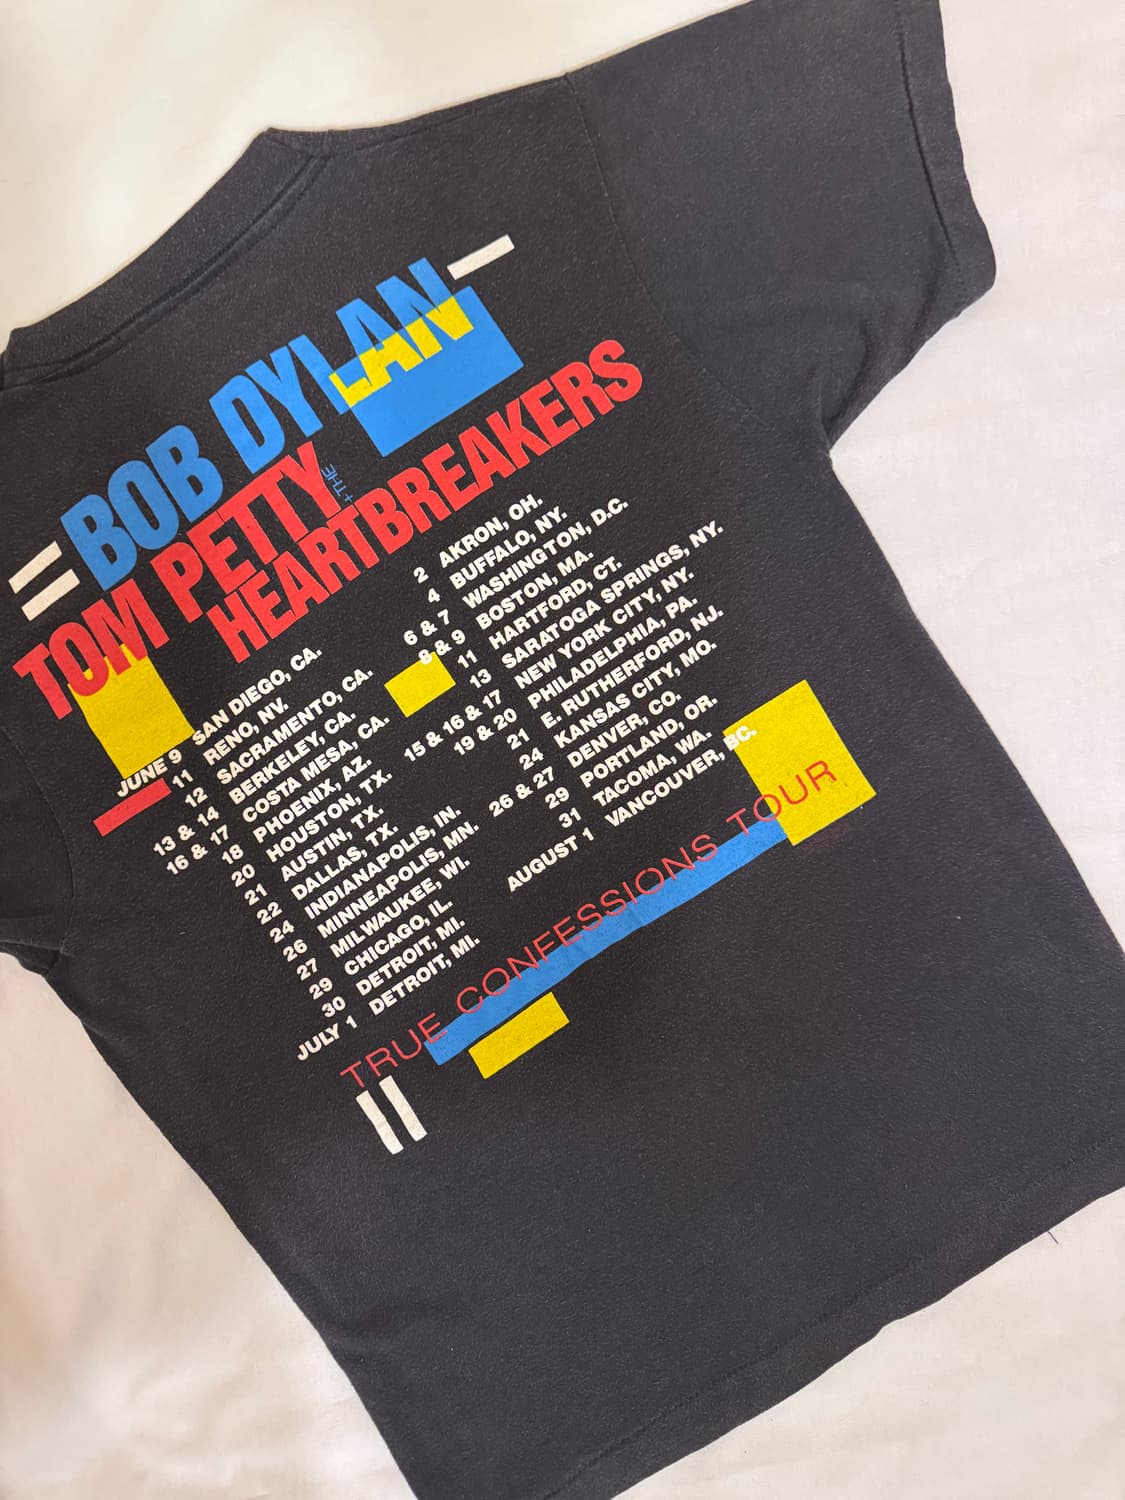 BOB DYLAN
TOM PETTY + THE
HEARTBREAKERS
JUNE 9 SAN DIEGO, CA.
11 RENO, NV.
12 SACRAMENTO, CA.
13 & 14 BERKELEY, CA.
16 & 17 COSTA MESA, CA.
18 PHOENIX, AZ.
20 HOUSTON, TX.
21 AUSTIN, TX.
22 DALLAS, TX.
24 INDIANAPOLIS, IN.
26 MINNEAPOLIS, MN.
27 MILWAUKEE, WI.
29 CHICAGO, IL.
30 DETROIT, MI.
JULY 1 DETROIT, MI.
2 AKRON, OH.
4 BUFFALO, NY.
6 & 7 WASHINGTON, D.C.
8 & 9 BOSTON, MA.
11 HARTFORD, CT.
13 SARATOGA SPRINGS, NY.
15 & 16 & 17 NEW YORK CITY, NY.
19 & 20 PHILADELPHIA, PA.
21 E. RUTHERFORD, NJ.
24 KANSAS CITY, MO.
26 & 27 DENVER, CO.
29 PORTLAND, OR.
31 TACOMA, WA.
AUGUST 1 VANCOUVER, BC.
TRUE CONFESSIONS TOUR